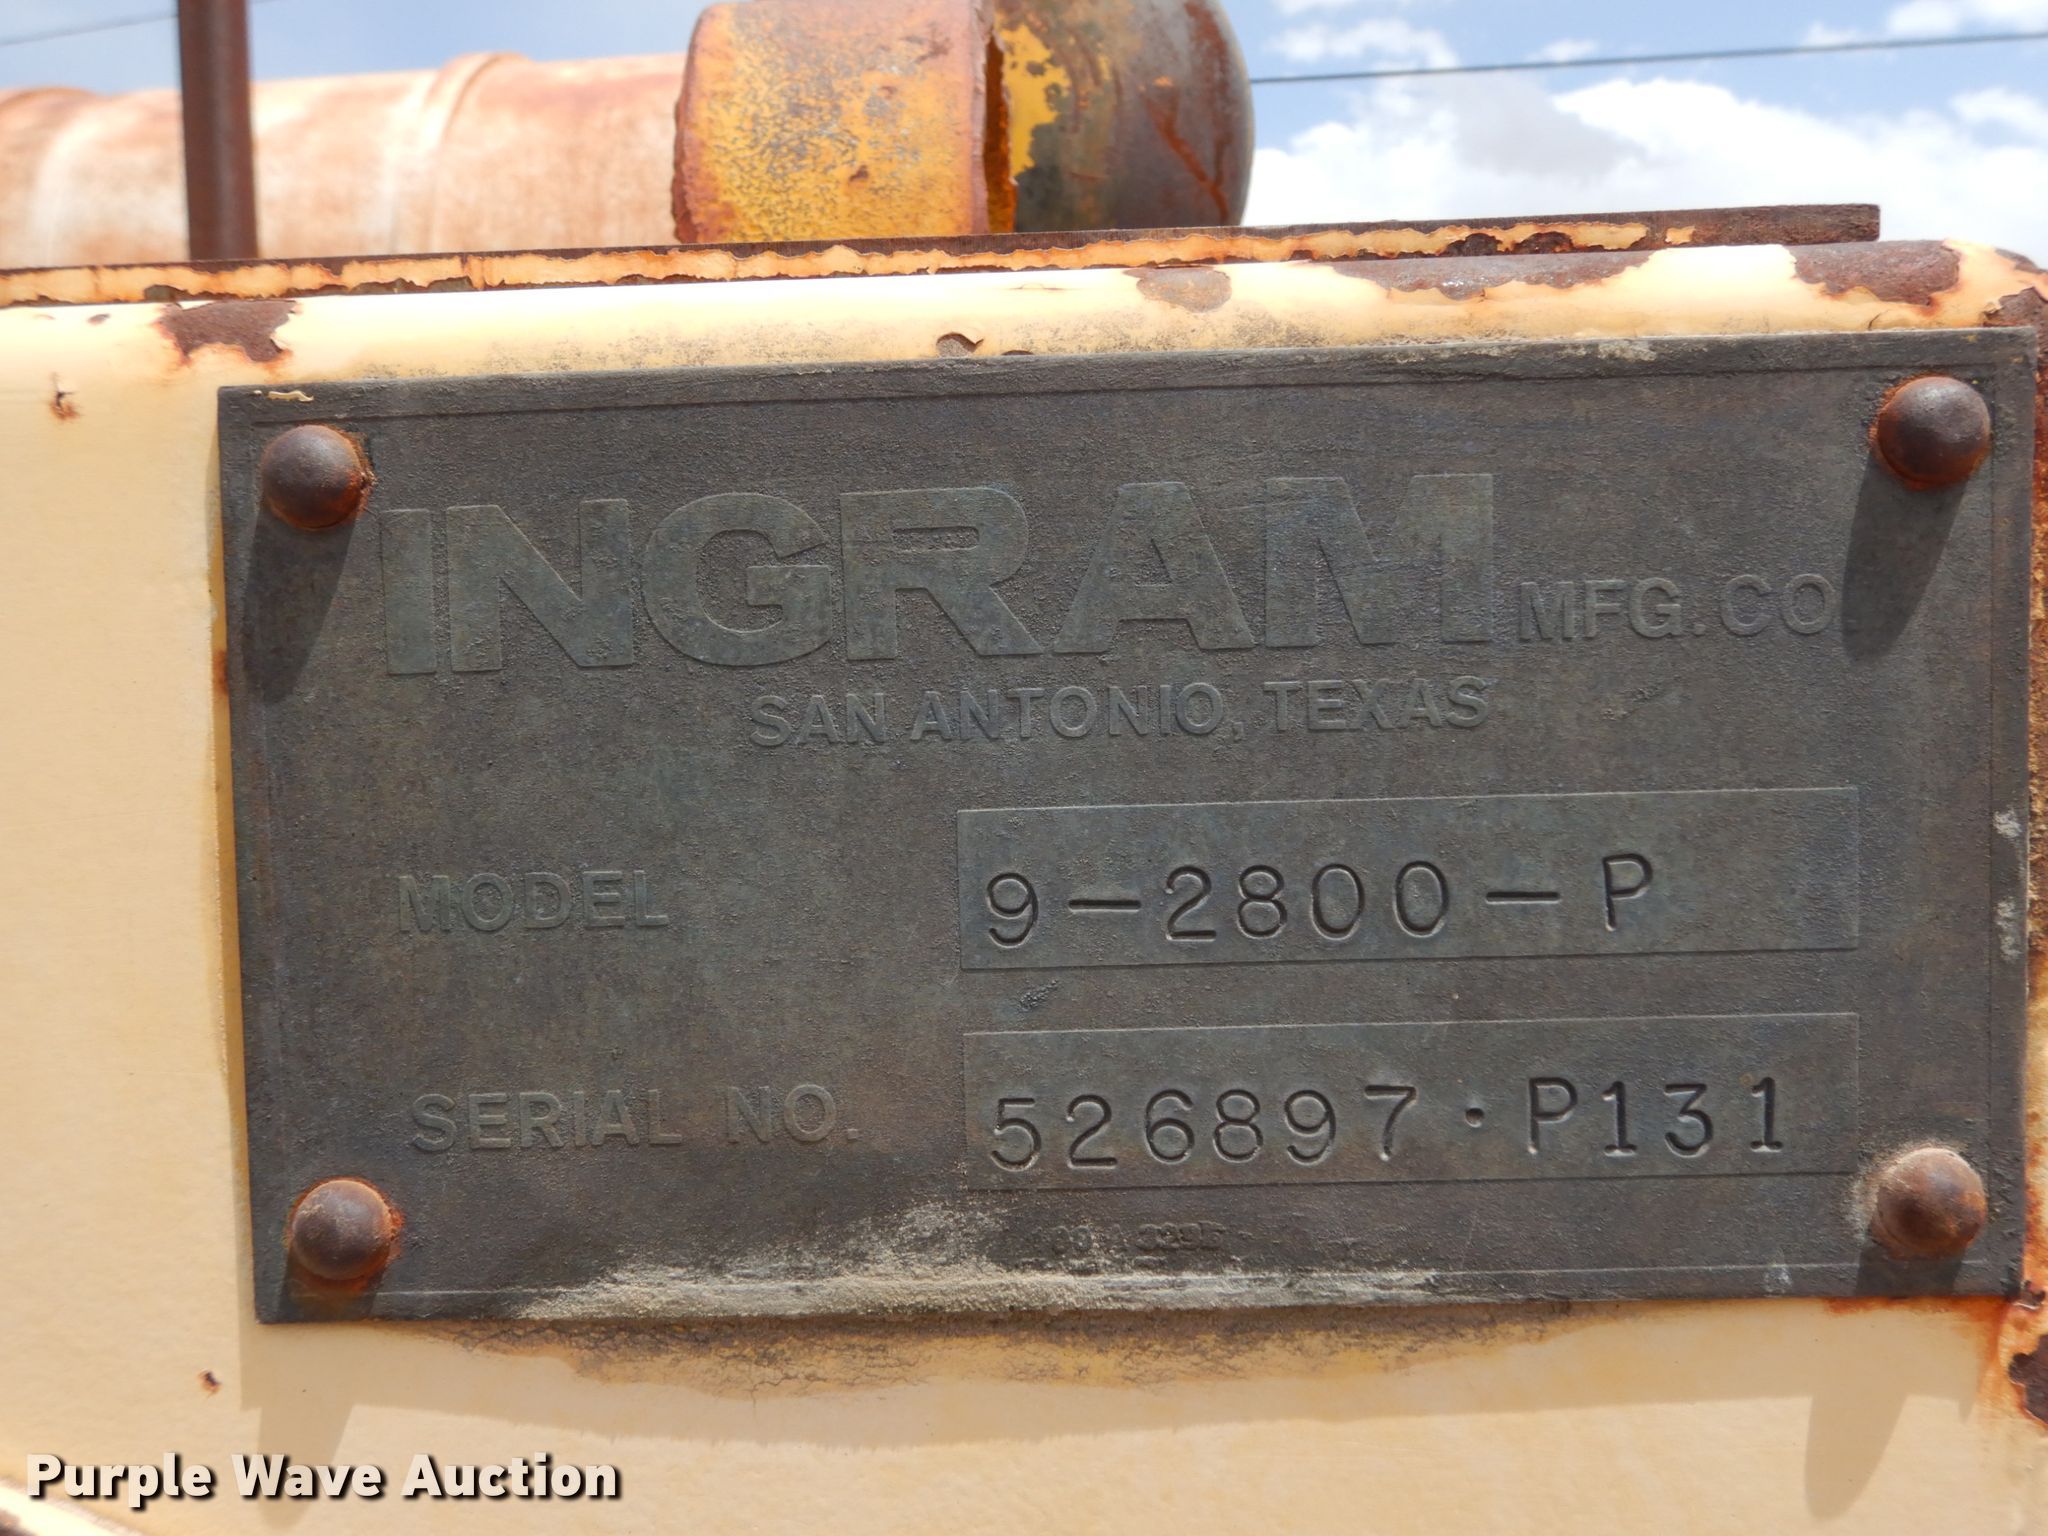 INGRAM MFG. CO.
SAN ANTONIO, TEXAS
MODEL 9-2800-P
SERIAL NO. 526897·P131
Purple Wave Auction